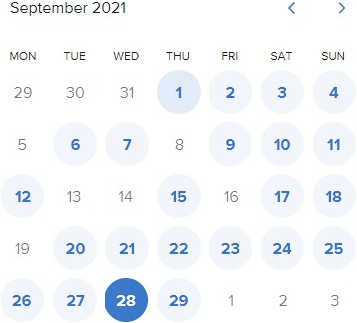 September 2021
MON TUE WED THU FRI SAT SUN
29 30 31 1 2 3 4
5 6 7 8 9 10 11
12 13 14 15 16 17 18
19 20 21 22 23 24 25
26 27 28 29 1 2 3